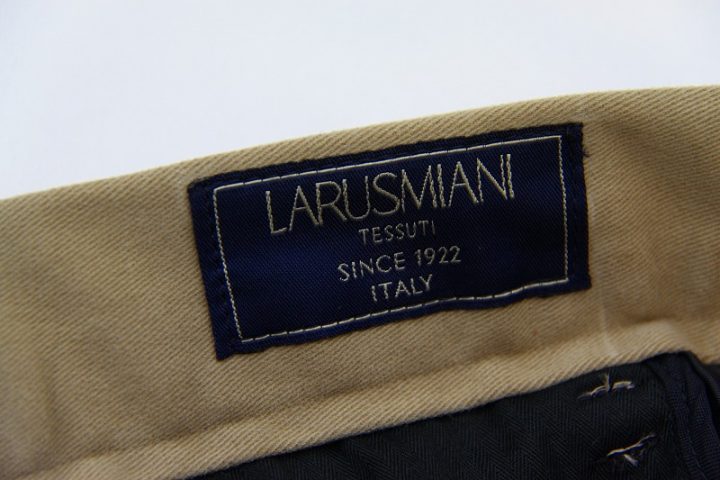 LARUSMIANI
TESSUTI
SINCE 1922
ITALY